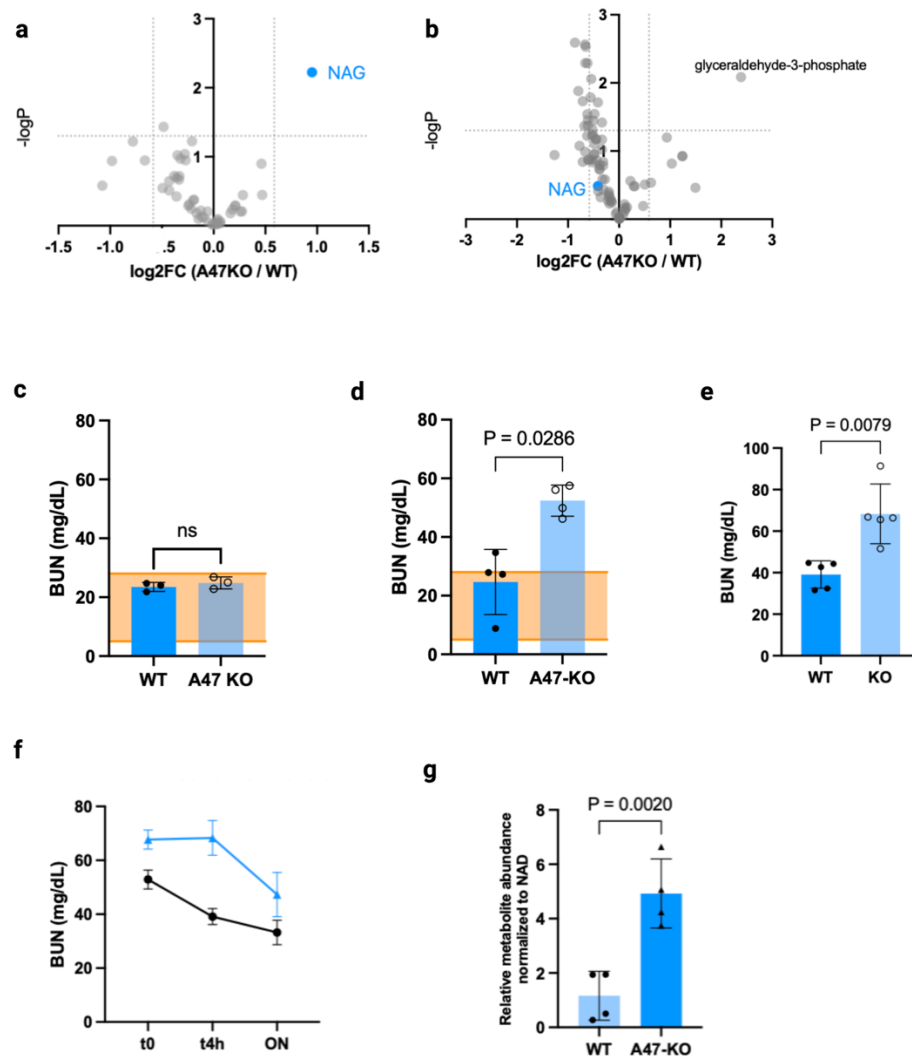 a
3
2
1
NAG
-logP
-1.5
-1.0
.5
0.0
0.5
1.0
1.5
log2FC (A47KO / WT)
b
3
2
1
glyceraldehyde-3-phosphate
NAG
-logP
-3
-2
-1
0
1
2
3
log2FC (A47KO / WT)
c
80
60
40
20
0
BUN (mg/dL)
ns
WT
A47 KO
d
80
60
40
20
0
BUN (mg/dL)
P = 0.0286
WT
A47-KO
e
P = 0.0079
100
80
60
40
20
0
BUN (mg/dL)
WT
KO
f
80
60
40
20
0
BUN (mg/dL)
t0
t4h
ON
g
P = 0.0020
8
6
4
2
0
Relative metabolite abundance
normalized to NAD
WT
A47-KO